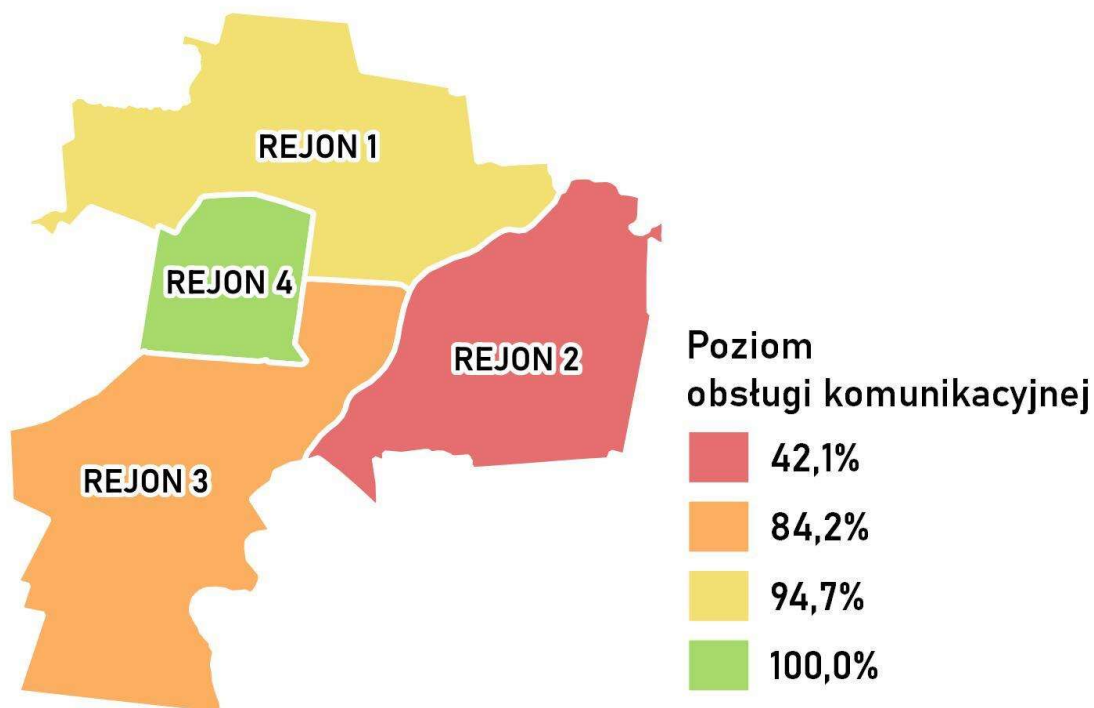 REJON 1
REJON 4
REJON 2
REJON 3
Poziom
obsługi komunikacyjnej
42,1%
84,2%
94,7%
100,0%